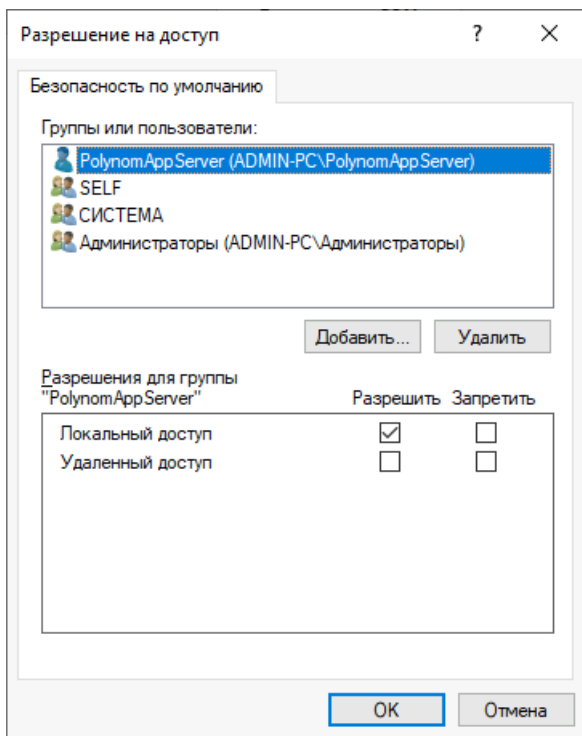 Разрешение на доступ
Безопасность по умолчанию
Группы или пользователи:
PolynomAppServer (ADMIN-PC\PolynomAppServer)
SELF
СИСТЕМА
Администраторы (ADMIN-PC\Администраторы)
Добавить... Удалить
Разрешения для группы
"PolynomAppServer" Разрешить Запретить
Локальный доступ
Удаленный доступ
OK Отмена